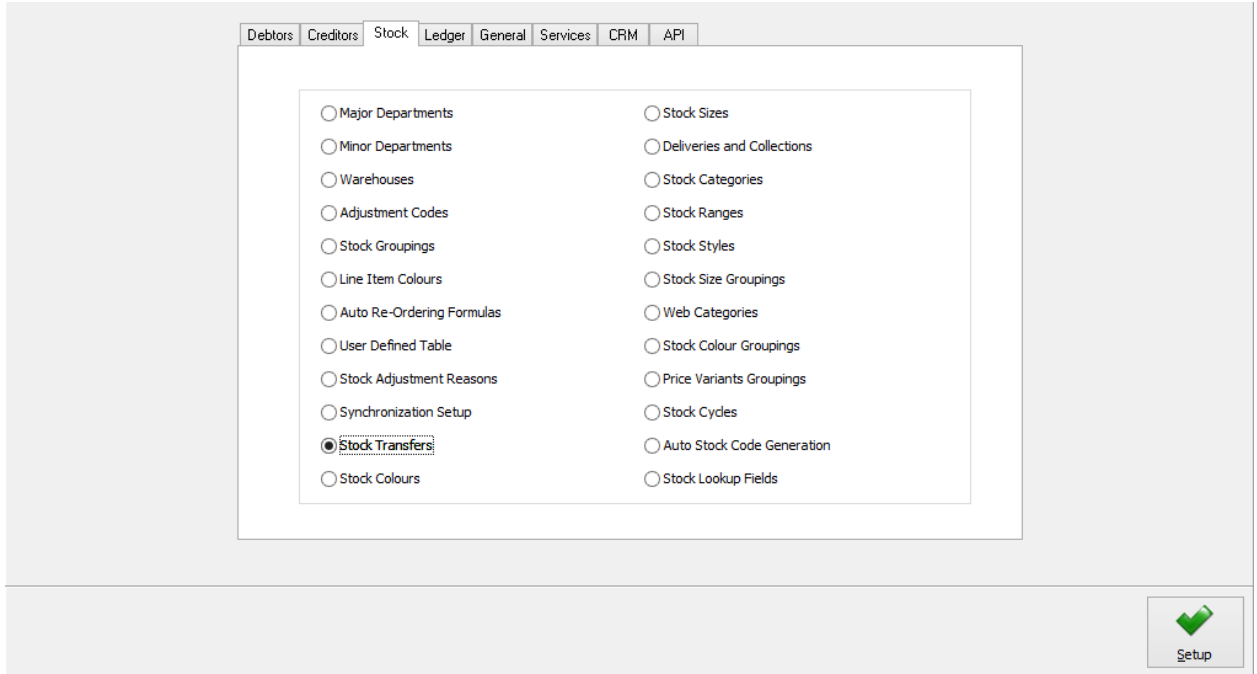 Debtors Creditors Stock Ledger General Services CRM API
Major Departments
Minor Departments
Warehouses
Adjustment Codes
Stock Groupings
Line Item Colours
Auto Re-Ordering Formulas
User Defined Table
Stock Adjustment Reasons
Synchronization Setup
Stock Transfers
Stock Colours
Stock Sizes
Deliveries and Collections
Stock Categories
Stock Ranges
Stock Styles
Stock Size Groupings
Web Categories
Stock Colour Groupings
Price Variants Groupings
Stock Cycles
Auto Stock Code Generation
Stock Lookup Fields
Setup